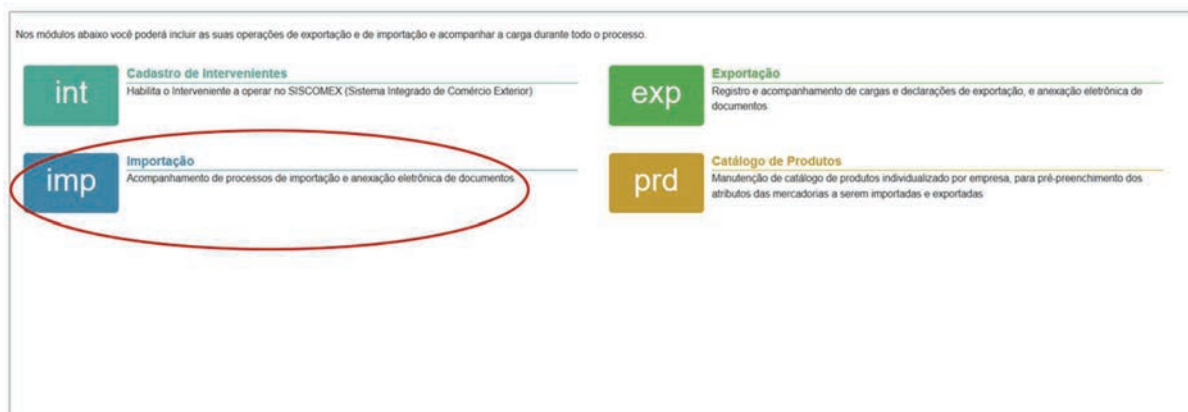 Nos módulos abaixo você poderá incluir as suas operações de exportação e de importação e acompanhar a carga durante todo o processo.
int
Cadastro de Intervenientes
Habilita o Interveniente a operar no SISCOMEX (Sistema Integrado de Comércio Exterior)
exp
Exportação
Registro e acompanhamento de cargas e declarações de exportação, e anexação eletrônica de
documentos
imp
Importação
Acompanhamento de processos de importação e anexação eletrônica de documentos
prd
Catálogo de Produtos
Manutenção de catálogo de produtos individualizado por empresa, para pré-preenchimento dos
atributos das mercadorias a serem importadas e exportadas